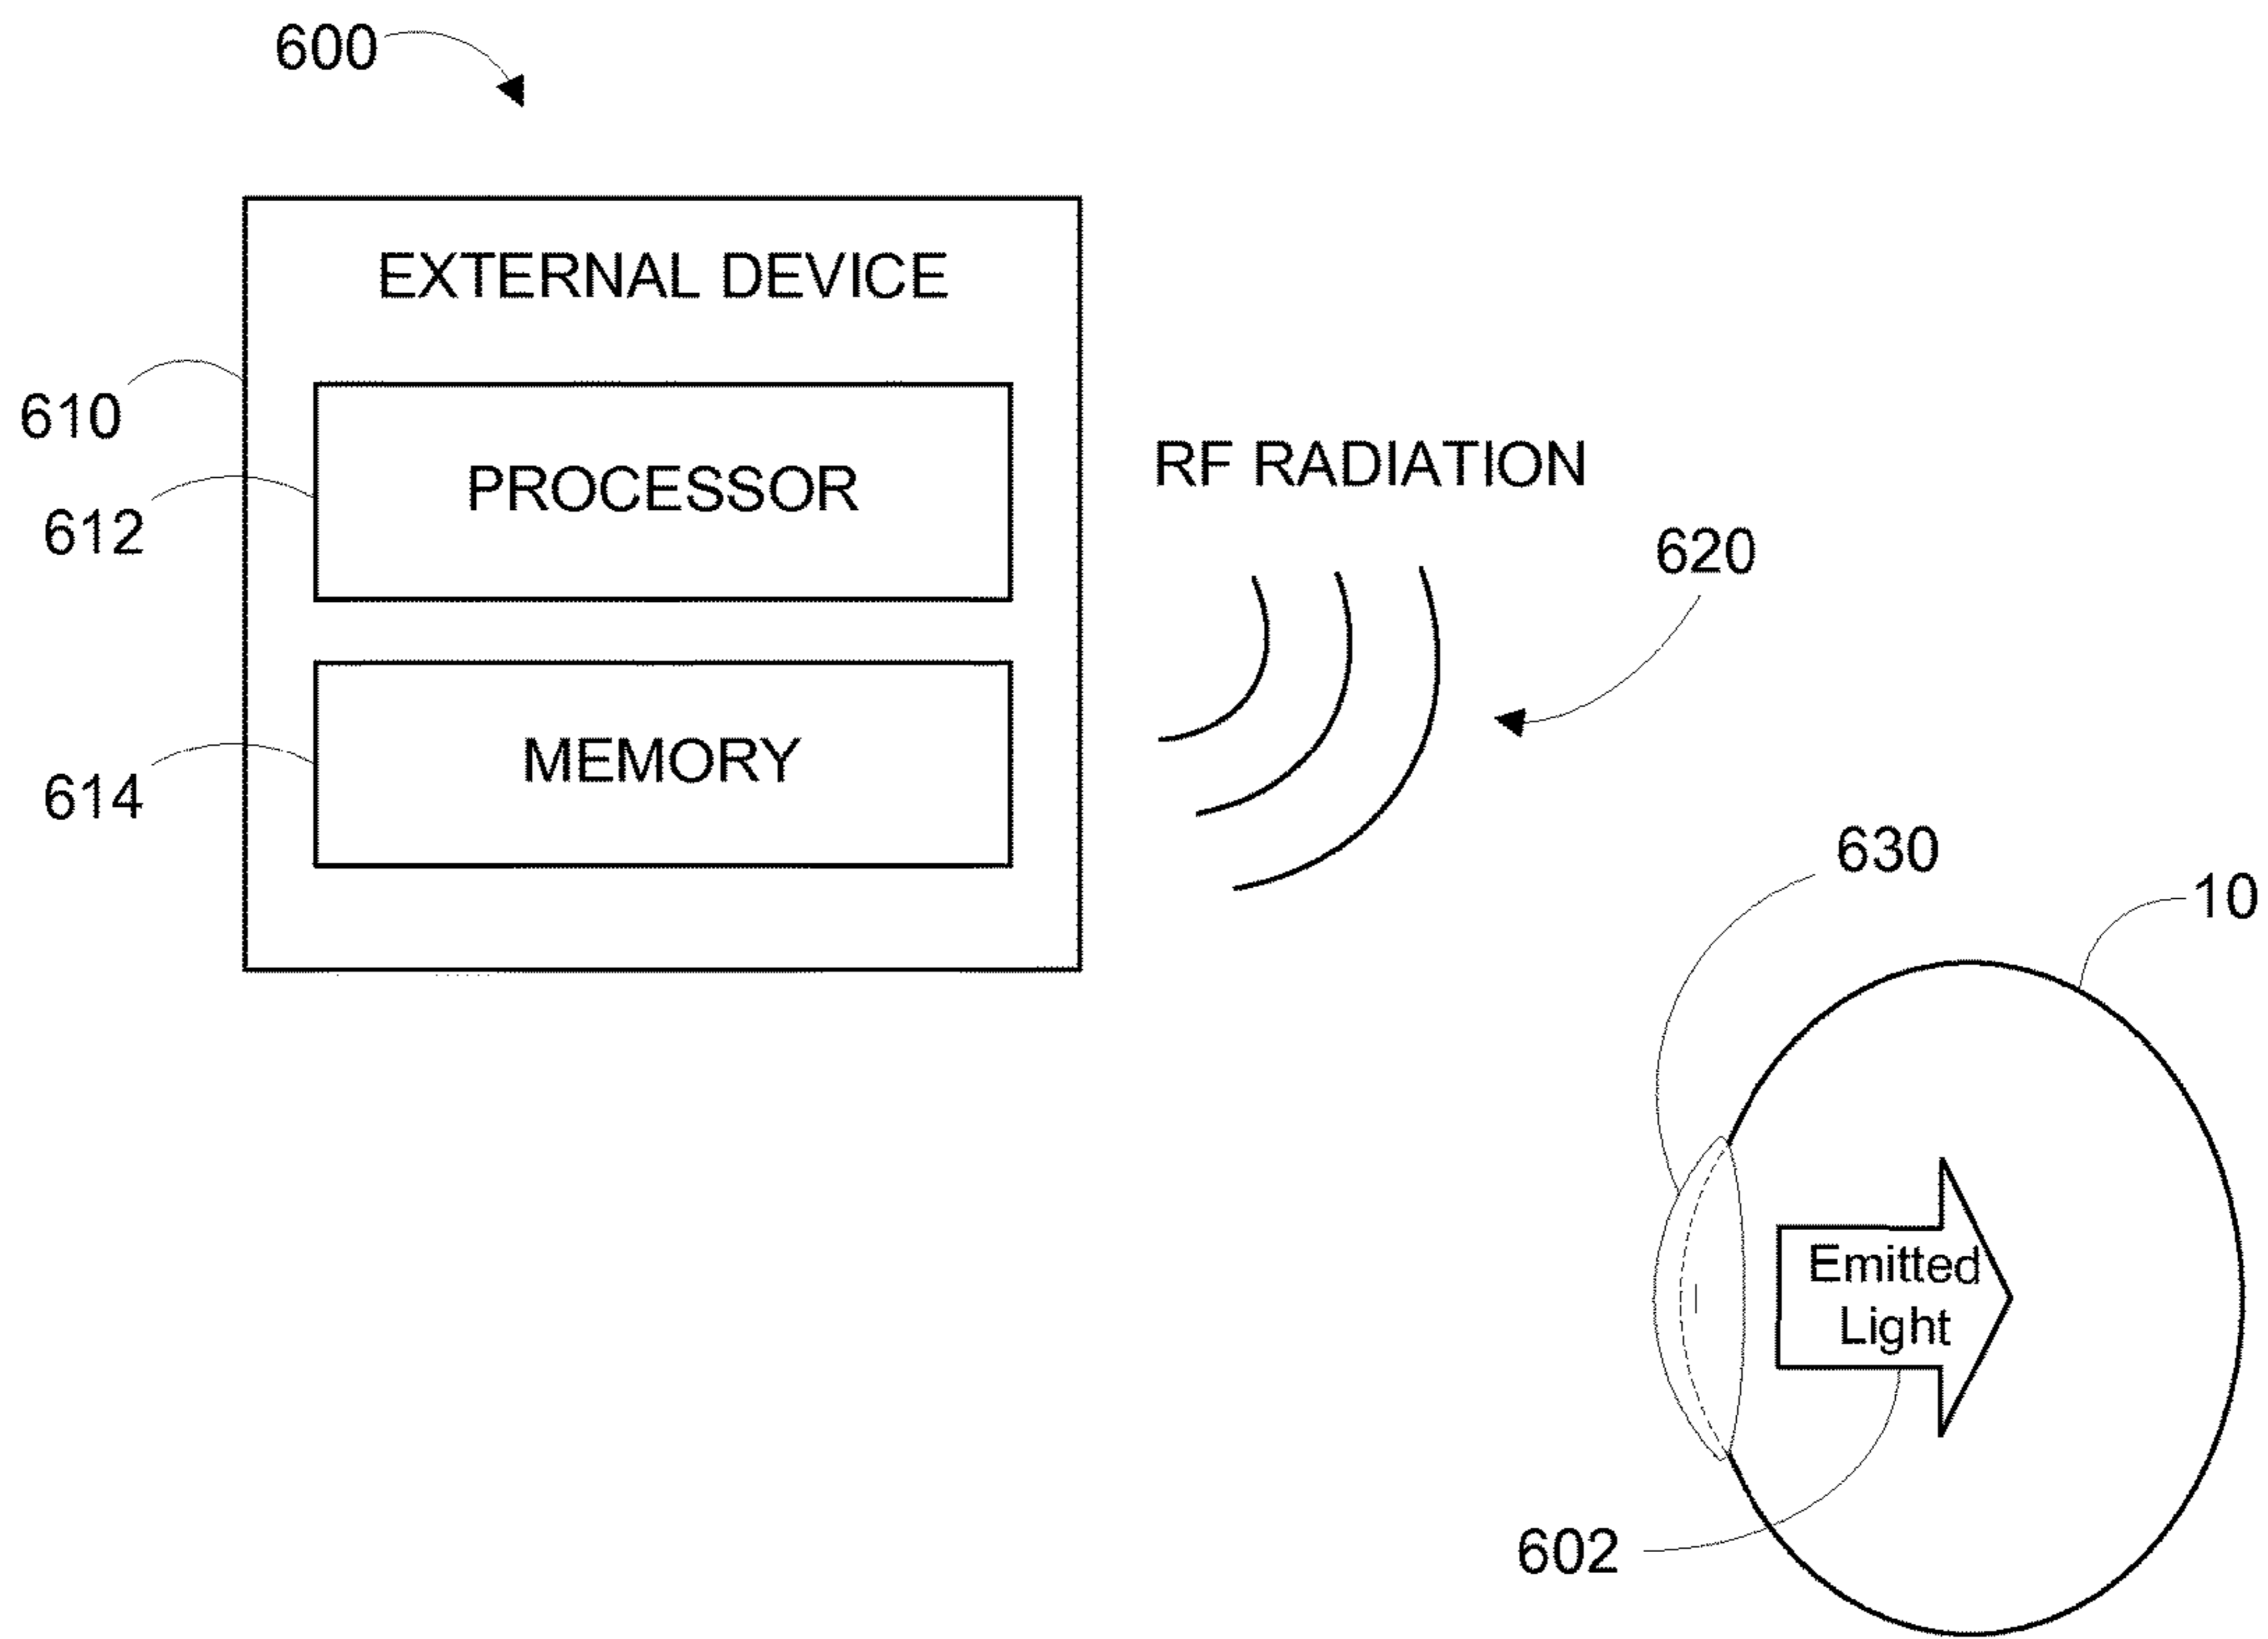 600
EXTERNAL DEVICE
610
PROCESSOR
612
RF RADIATION
620
MEMORY
614
630
10
Emitted
Light
602